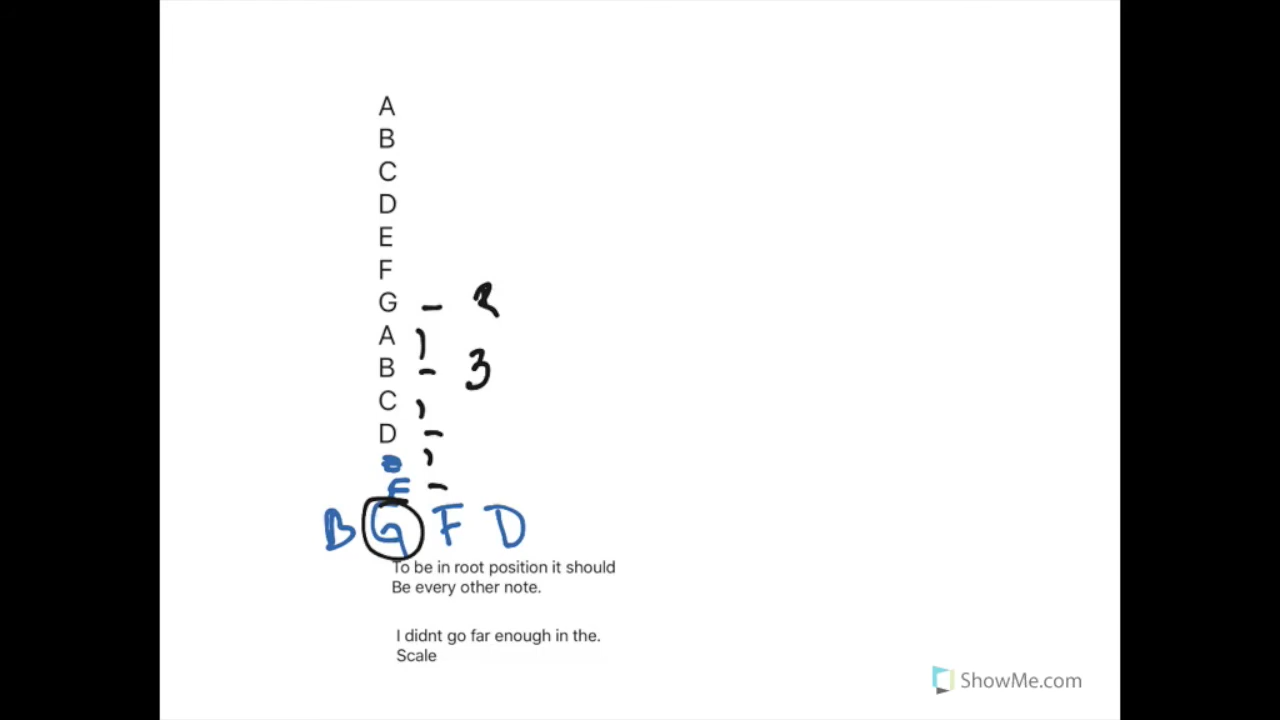 A
B
C
D
E
F
G - 2
A
B - 3
C
D -
E
F -
B G F D
To be in root position it should
Be every other note.
I didnt go far enough in the.
Scale
ShowMe.com